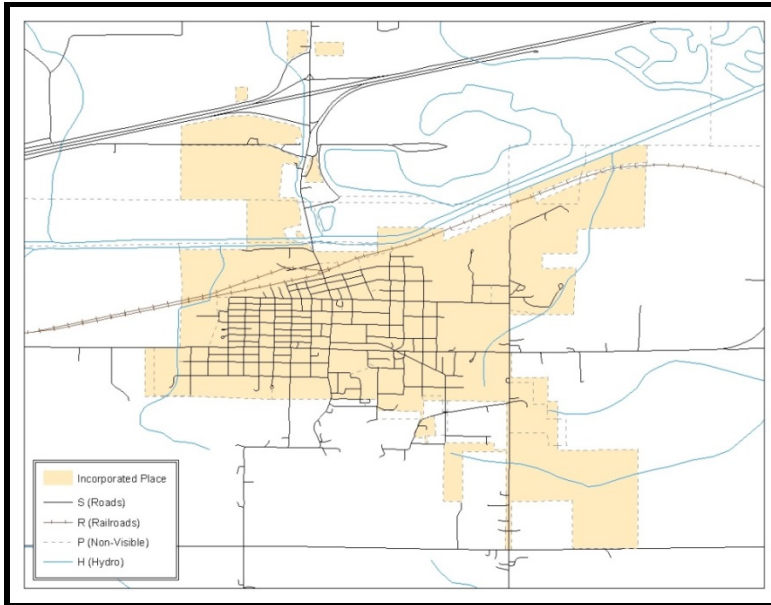 Incorporated Place
S (Roads)
R (Railroads)
P (Non-Visible)
H (Hydro)